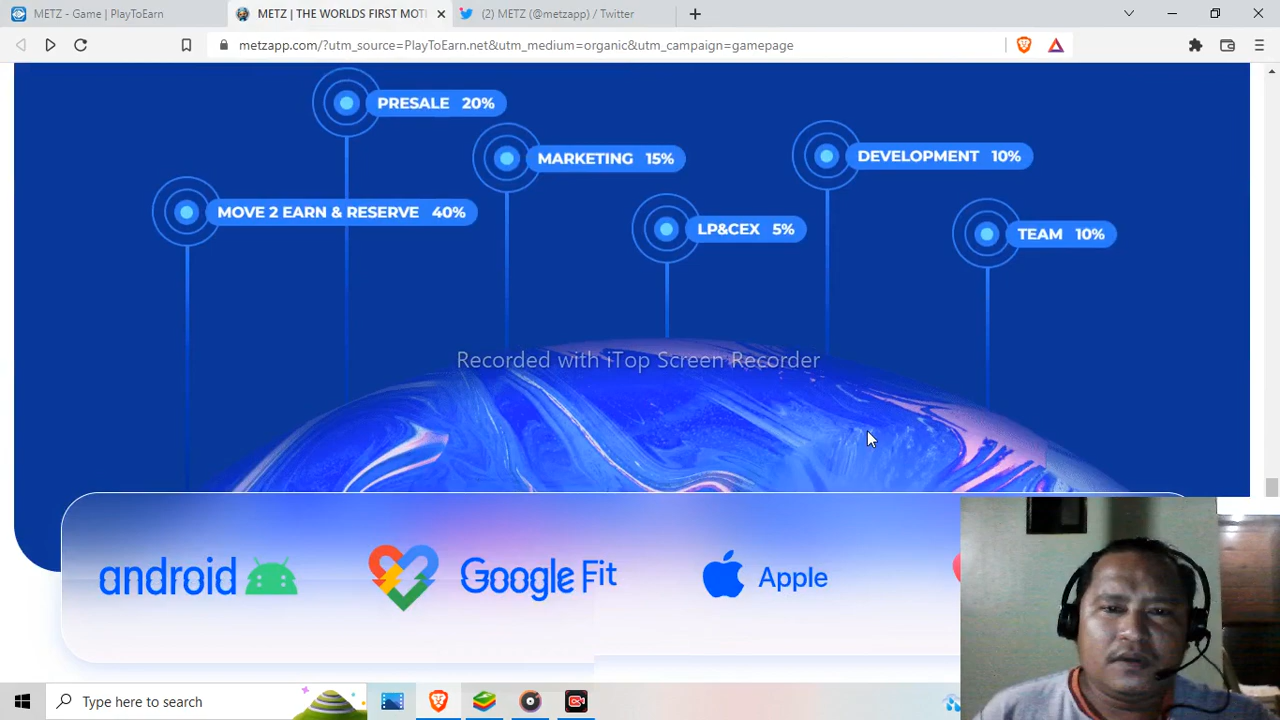 METZ - Game | PlayToEarn
METZ | THE WORLDS FIRST MOTI
(2) METZ (@metzapp) / Twitter
metzapp.com/?utm_source=PlayToEarn.net&utm_medium=organic&utm_campaign=gamepage
PRESALE 20%
MARKETING 15%
DEVELOPMENT 10%
MOVE 2 EARN & RESERVE 40%
LP&CEX 5%
TEAM 10%
Recorded with iTop Screen Recorder
android
Google Fit
Apple
Type here to search